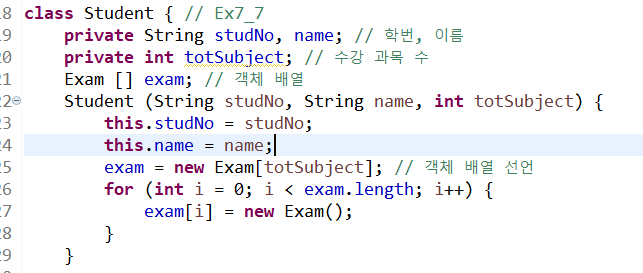 18 class Student { // Ex7_7
19 private String studNo, name; // 학번, 이름
20 private int totSubject; // 수강 과목 수
21 Exam [] exam; // 객체 배열
22 Student (String studNo, String name, int totSubject) {
23 this.studNo = studNo;
24 this.name = name;
25 exam = new Exam[totSubject]; // 객체 배열 선언
26 for (int i = 0; i < exam.length; i++) {
27 exam[i] = new Exam();
28 }
29 }